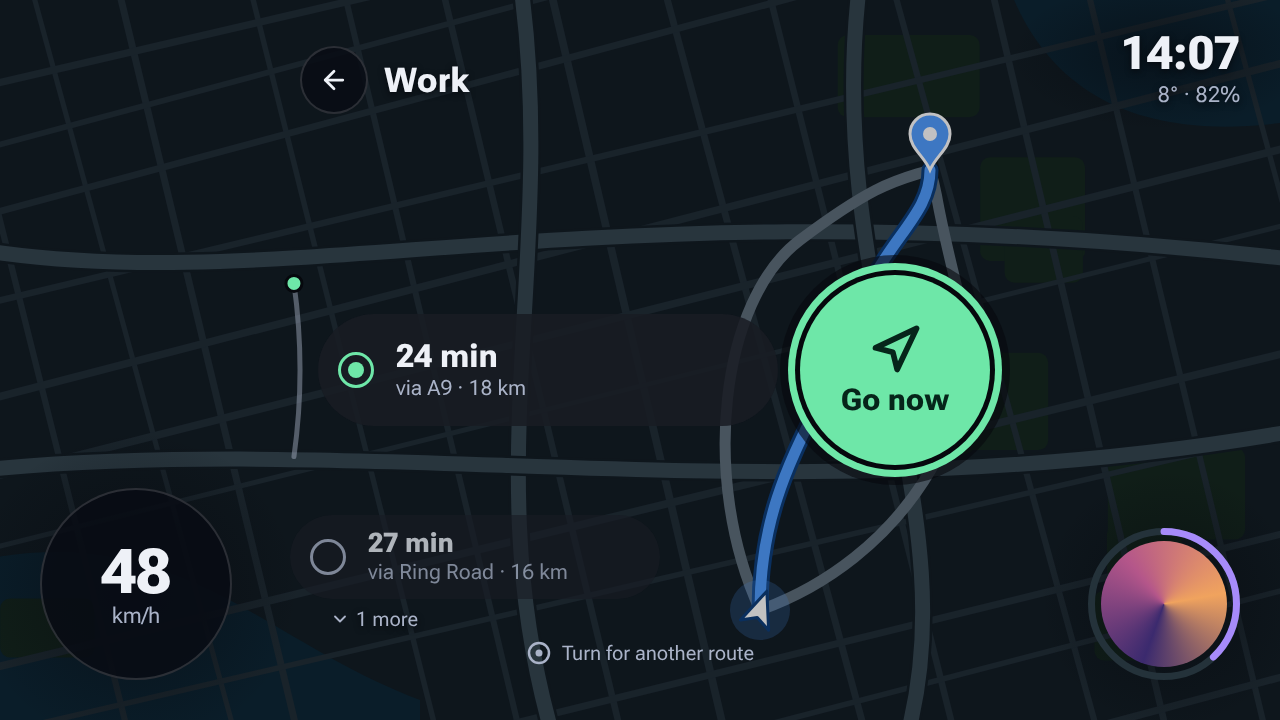 Work
14:07
8° · 82%
24 min
via A9 · 18 km
Go now
48
km/h
27 min
via Ring Road · 16 km
1 more
Turn for another route